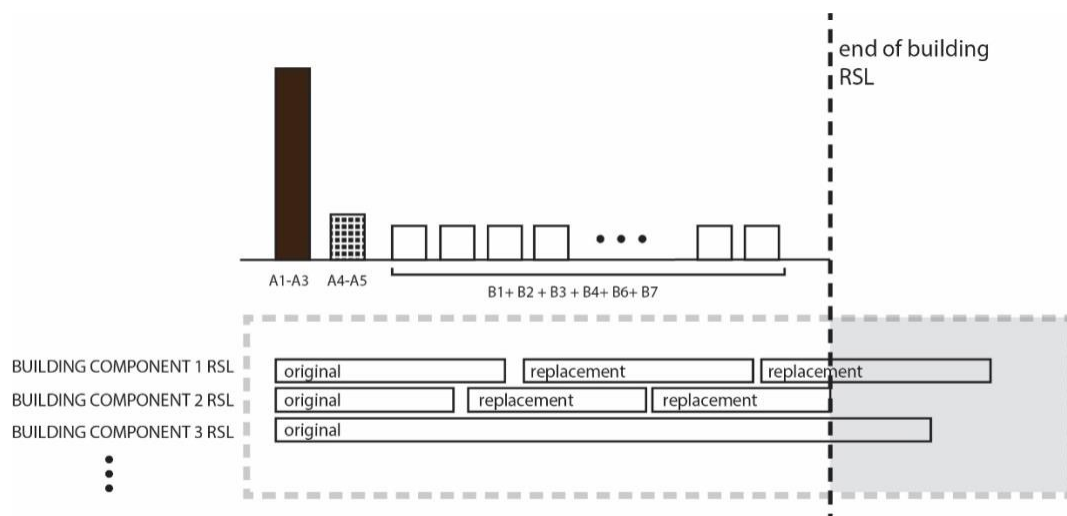 end of building
RSL
A1-A3
A4-A5
B1+ B2 + B3 + B4+ B6+ B7
BUILDING COMPONENT 1 RSL
original
replacement
replacement
BUILDING COMPONENT 2 RSL
original
replacement
replacement
BUILDING COMPONENT 3 RSL
original